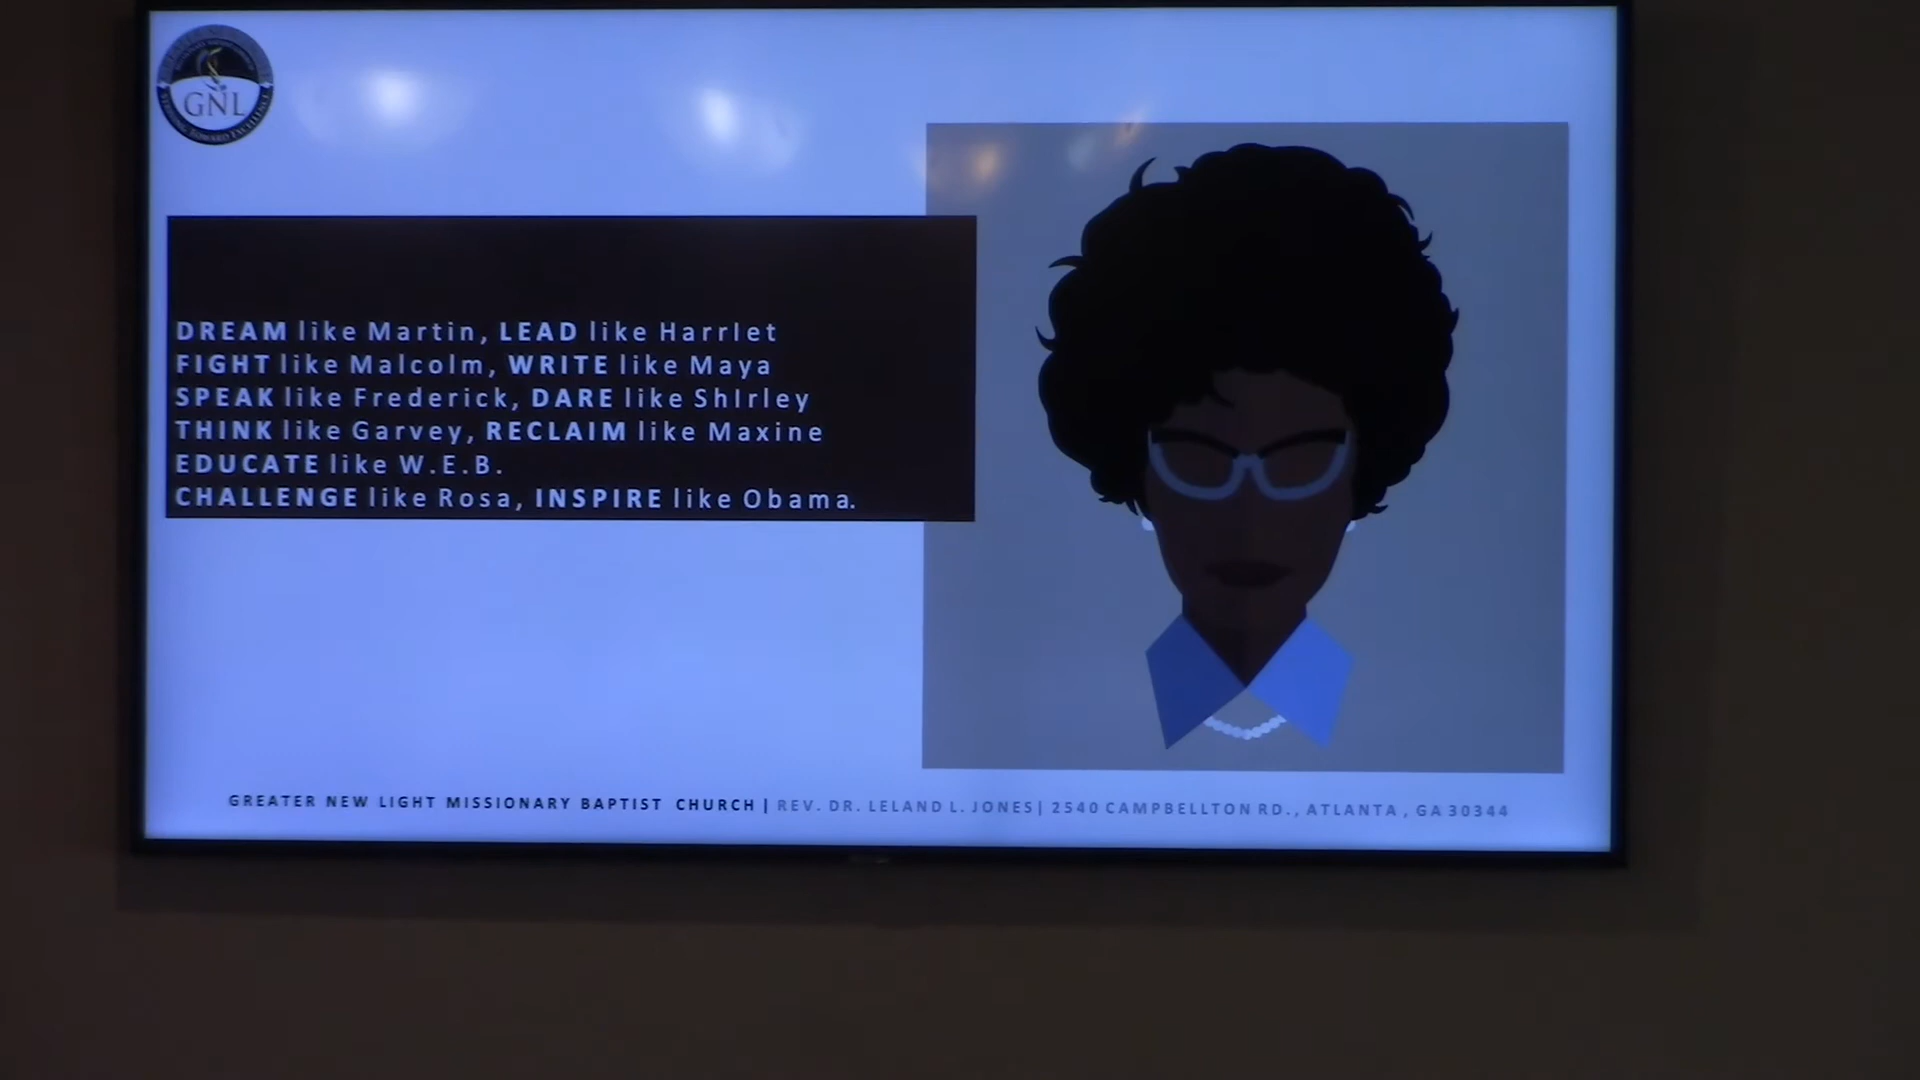 GNL
DREAM like Martin, LEAD like HarrIet
FIGHT like Malcolm, WRITE like Maya
SPEAK like Frederick, DARE like ShIrley
THINK like Garvey, RECLAIM like Maxine
EDUCATE like W.E.B.
CHALLENGE like Rosa, INSPIRE like Obama.
GREATER NEW LIGHT MISSIONARY BAPTIST CHURCH | REV. DR. LELAND L. JONES| 2540 CAMPBELLTON RD., ATLANTA, GA 30344